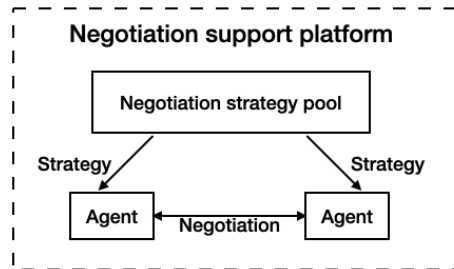 Negotiation support platform
Negotiation strategy pool
Strategy
Strategy
Agent
Negotiation
Agent